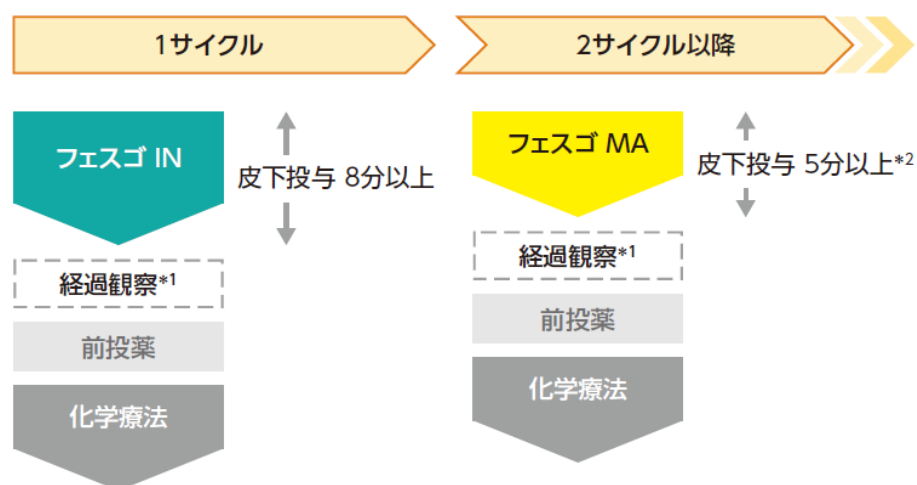 1サイクル
2サイクル以降
フェスゴ IN
皮下投与 8分以上
経過観察*1
前投薬
化学療法
フェスゴ MA
皮下投与 5分以上*2
経過観察*1
前投薬
化学療法